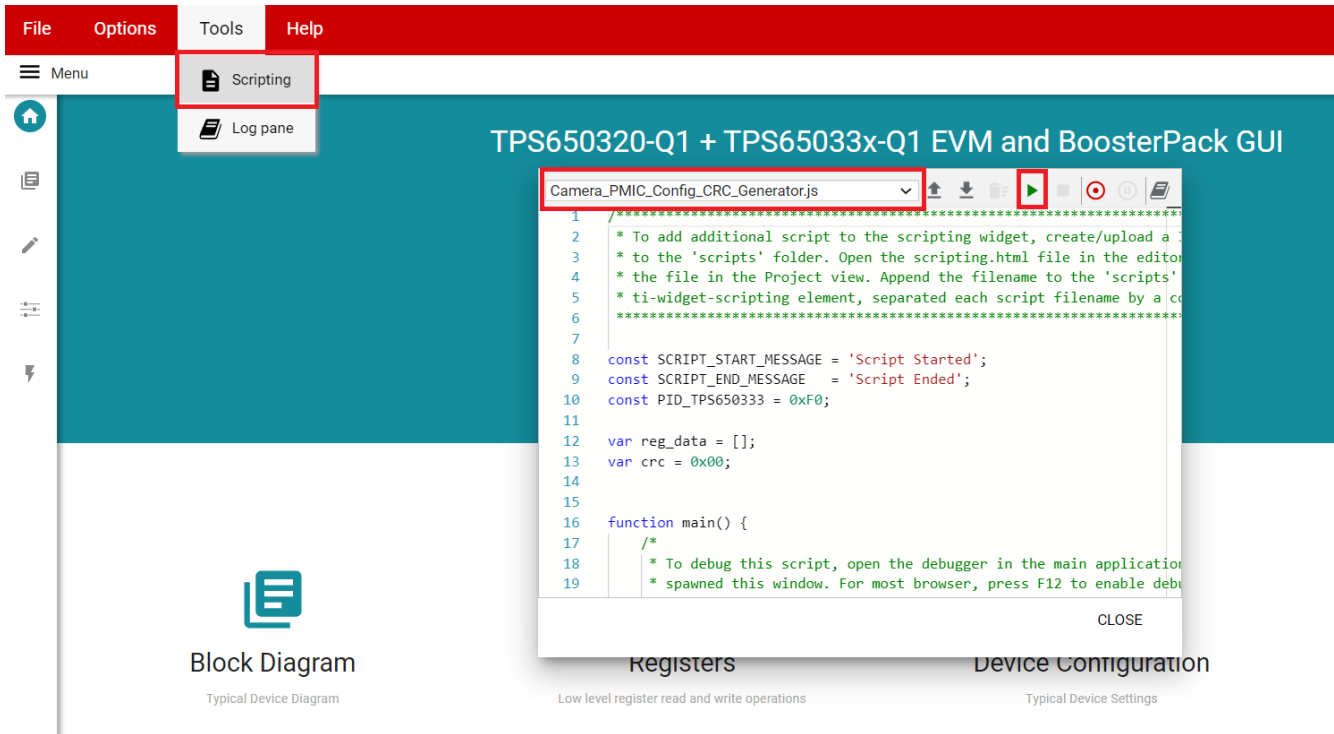 File Options Tools Help
Menu
Scripting
Log pane
TPS650320-Q1 + TPS65033x-Q1 EVM and BoosterPack GUI
Camera_PMIC_Config_CRC_Generator.js
1 /********************************************************************
2 * To add additional script to the scripting widget, create/upload a
3 * to the 'scripts' folder. Open the scripting.html file in the editor
4 * the file in the Project view. Append the filename to the 'scripts'
5 * ti-widget-scripting element, separated each script filename by a
6 ********************************************************************
7
8 const SCRIPT_START_MESSAGE = 'Script Started';
9 const SCRIPT_END_MESSAGE   = 'Script Ended';
10 const PID_TPS650333 = 0xF0;
11
12 var reg_data = [];
13 var crc = 0x00;
14
15
16 function main() {
17 /*
18 * To debug this script, open the debugger in the main application
19 * spawned this window. For most browser, press F12 to enable debu
CLOSE
Block Diagram
Typical Device Diagram
Registers
Low level register read and write operations
Device Configuration
Typical Device Settings